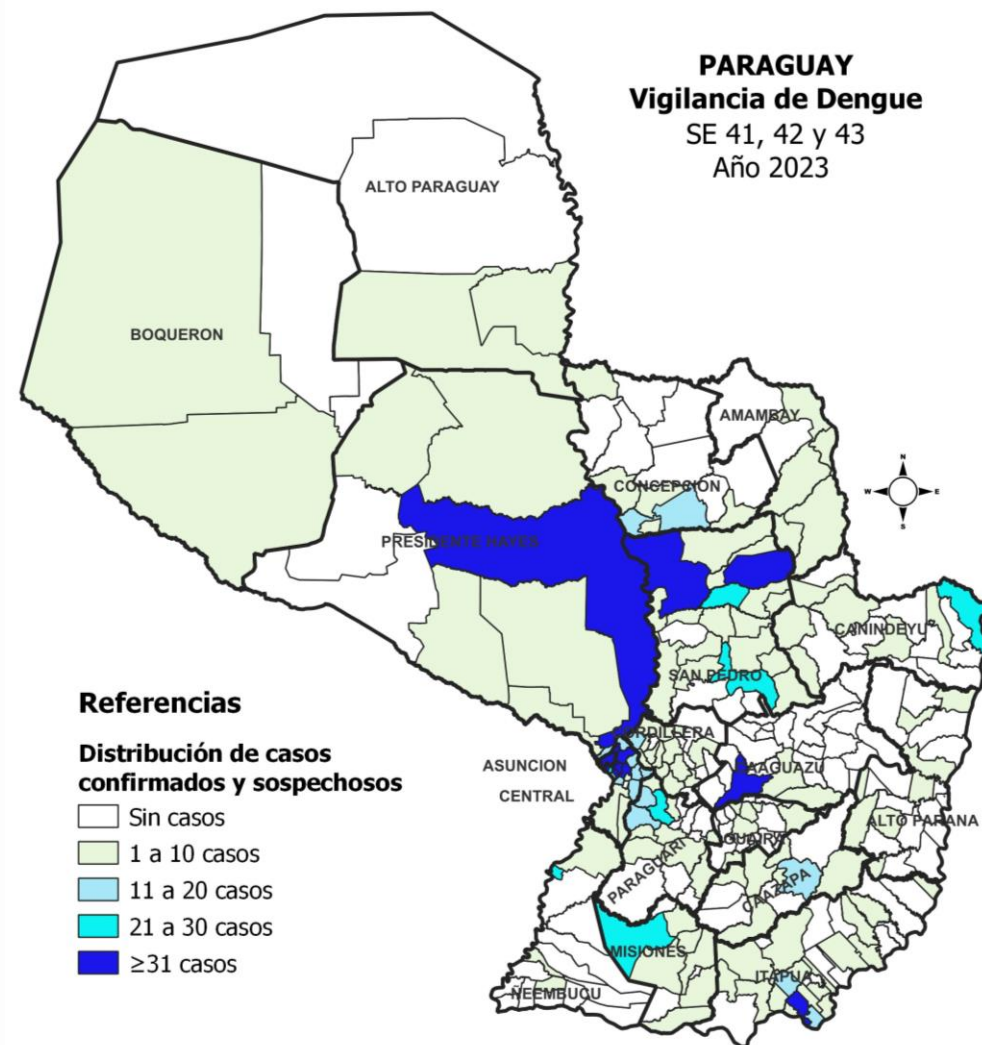 PARAGUAY
Vigilancia de Dengue
SE 41, 42 y 43
Año 2023
ALTO PARAGUAY
BOQUERON
AMAMBAY
N
W
E
S
CONCEPCIÓN
PRESIDENTE HAYES
CANINDEYU
SAN PEDRO
Referencias
Distribución de casos
confirmados y sospechosos
Sin casos
1 a 10 casos
11 a 20 casos
21 a 30 casos
≥31 casos
CORDILLERA
ASUNCION
CENTRAL
CAAGUAZU
ALTO PARANA
GUAIRA
PARAGUARI
CAAZAPA
MISIONES
ITAPUA
ÑEEMBUCU